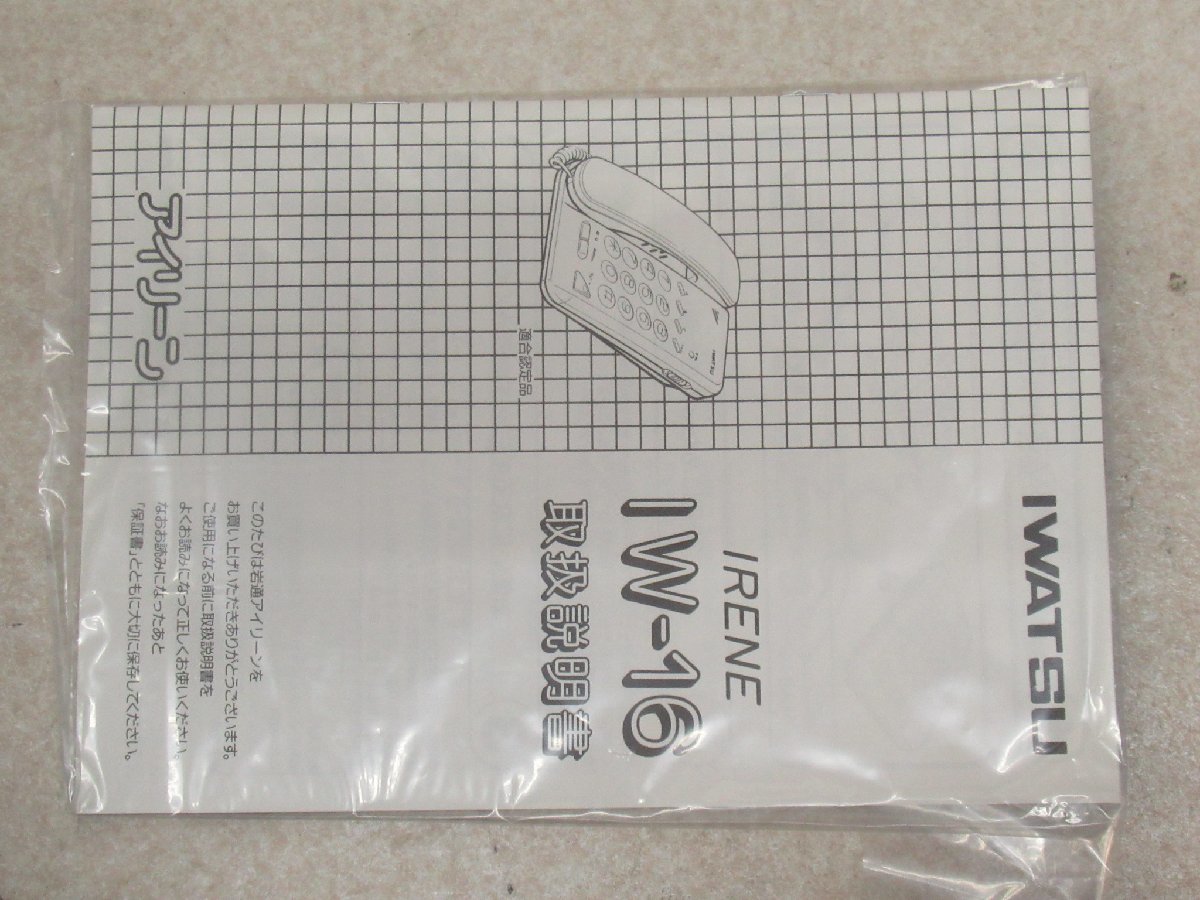 IWATSU
IRENE
IW-16
取扱説明書
適合認定品
アイリーン
このたびは岩通アイリーンを
お買い上げいただきありがとうございます。
ご使用になる前に取扱説明書を
よくお読みになって正しくお使いください。
なおお読みになったあと
「保証書」とともに大切に保存してください。